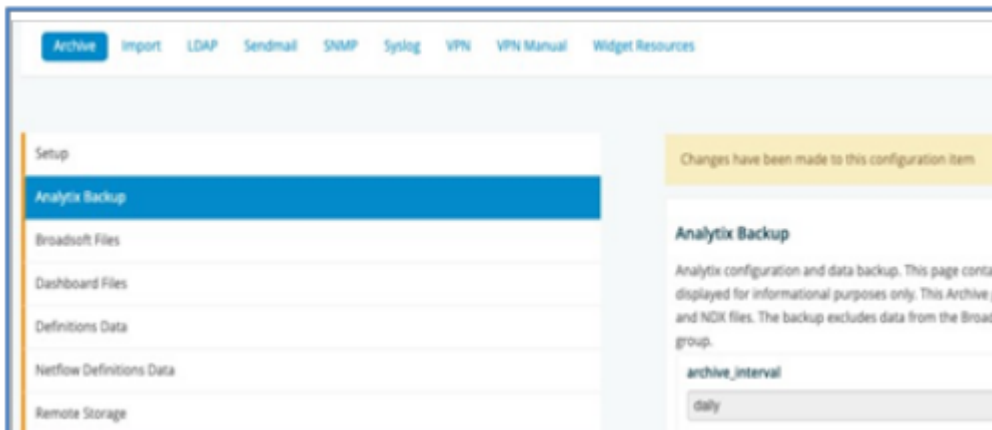 Archive Import LDAP Sendmail SNMP Syslog VPN VPN Manual Widget Resources
Setup
Analytix Backup
Broadsoft Files
Dashboard Files
Definitions Data
Netflow Definitions Data
Remote Storage
Changes have been made to this configuration item
Analytix Backup
Analytix configuration and data backup. This page conta
displayed for informational purposes only. This Archive
and NDX files. The backup excludes data from the Broad
group.
archive_interval
daily